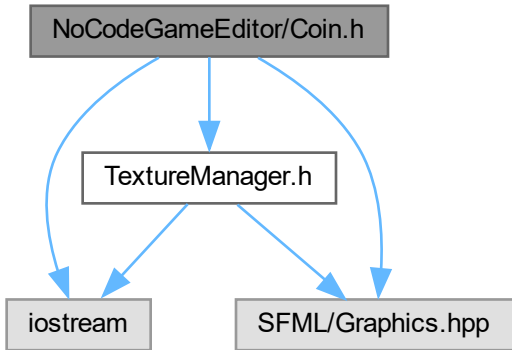 NoCodeGameEditor/Coin.h
TextureManager.h
iostream
SFML/Graphics.hpp